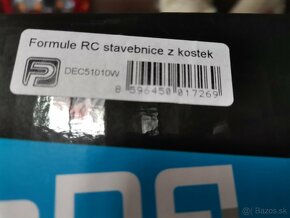 Formule RC stavebnice z kostek
DEC51010W
8 596450 017269
bazos.sk